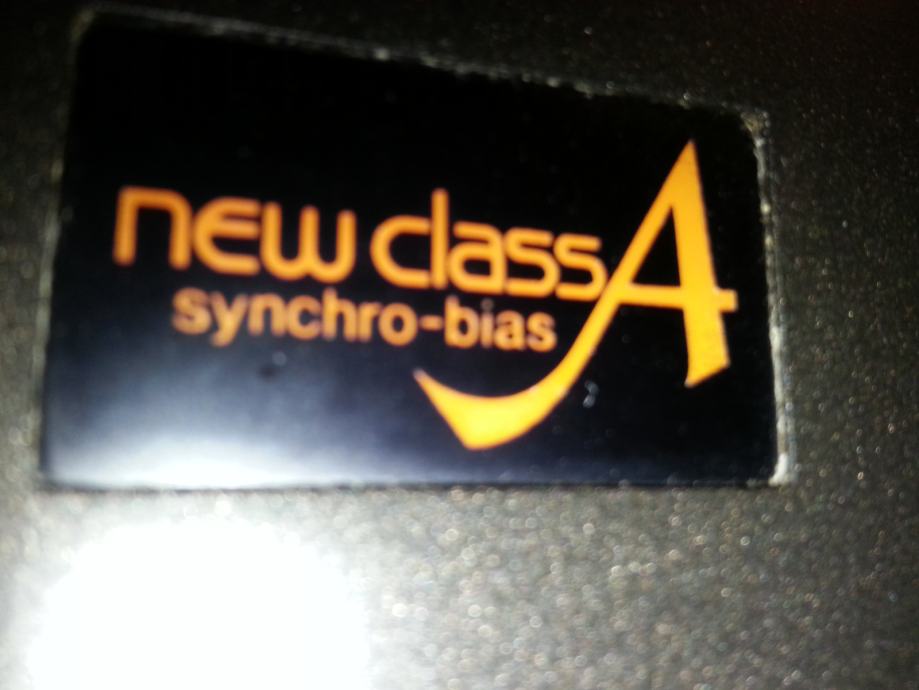 new class A
synchro-bias